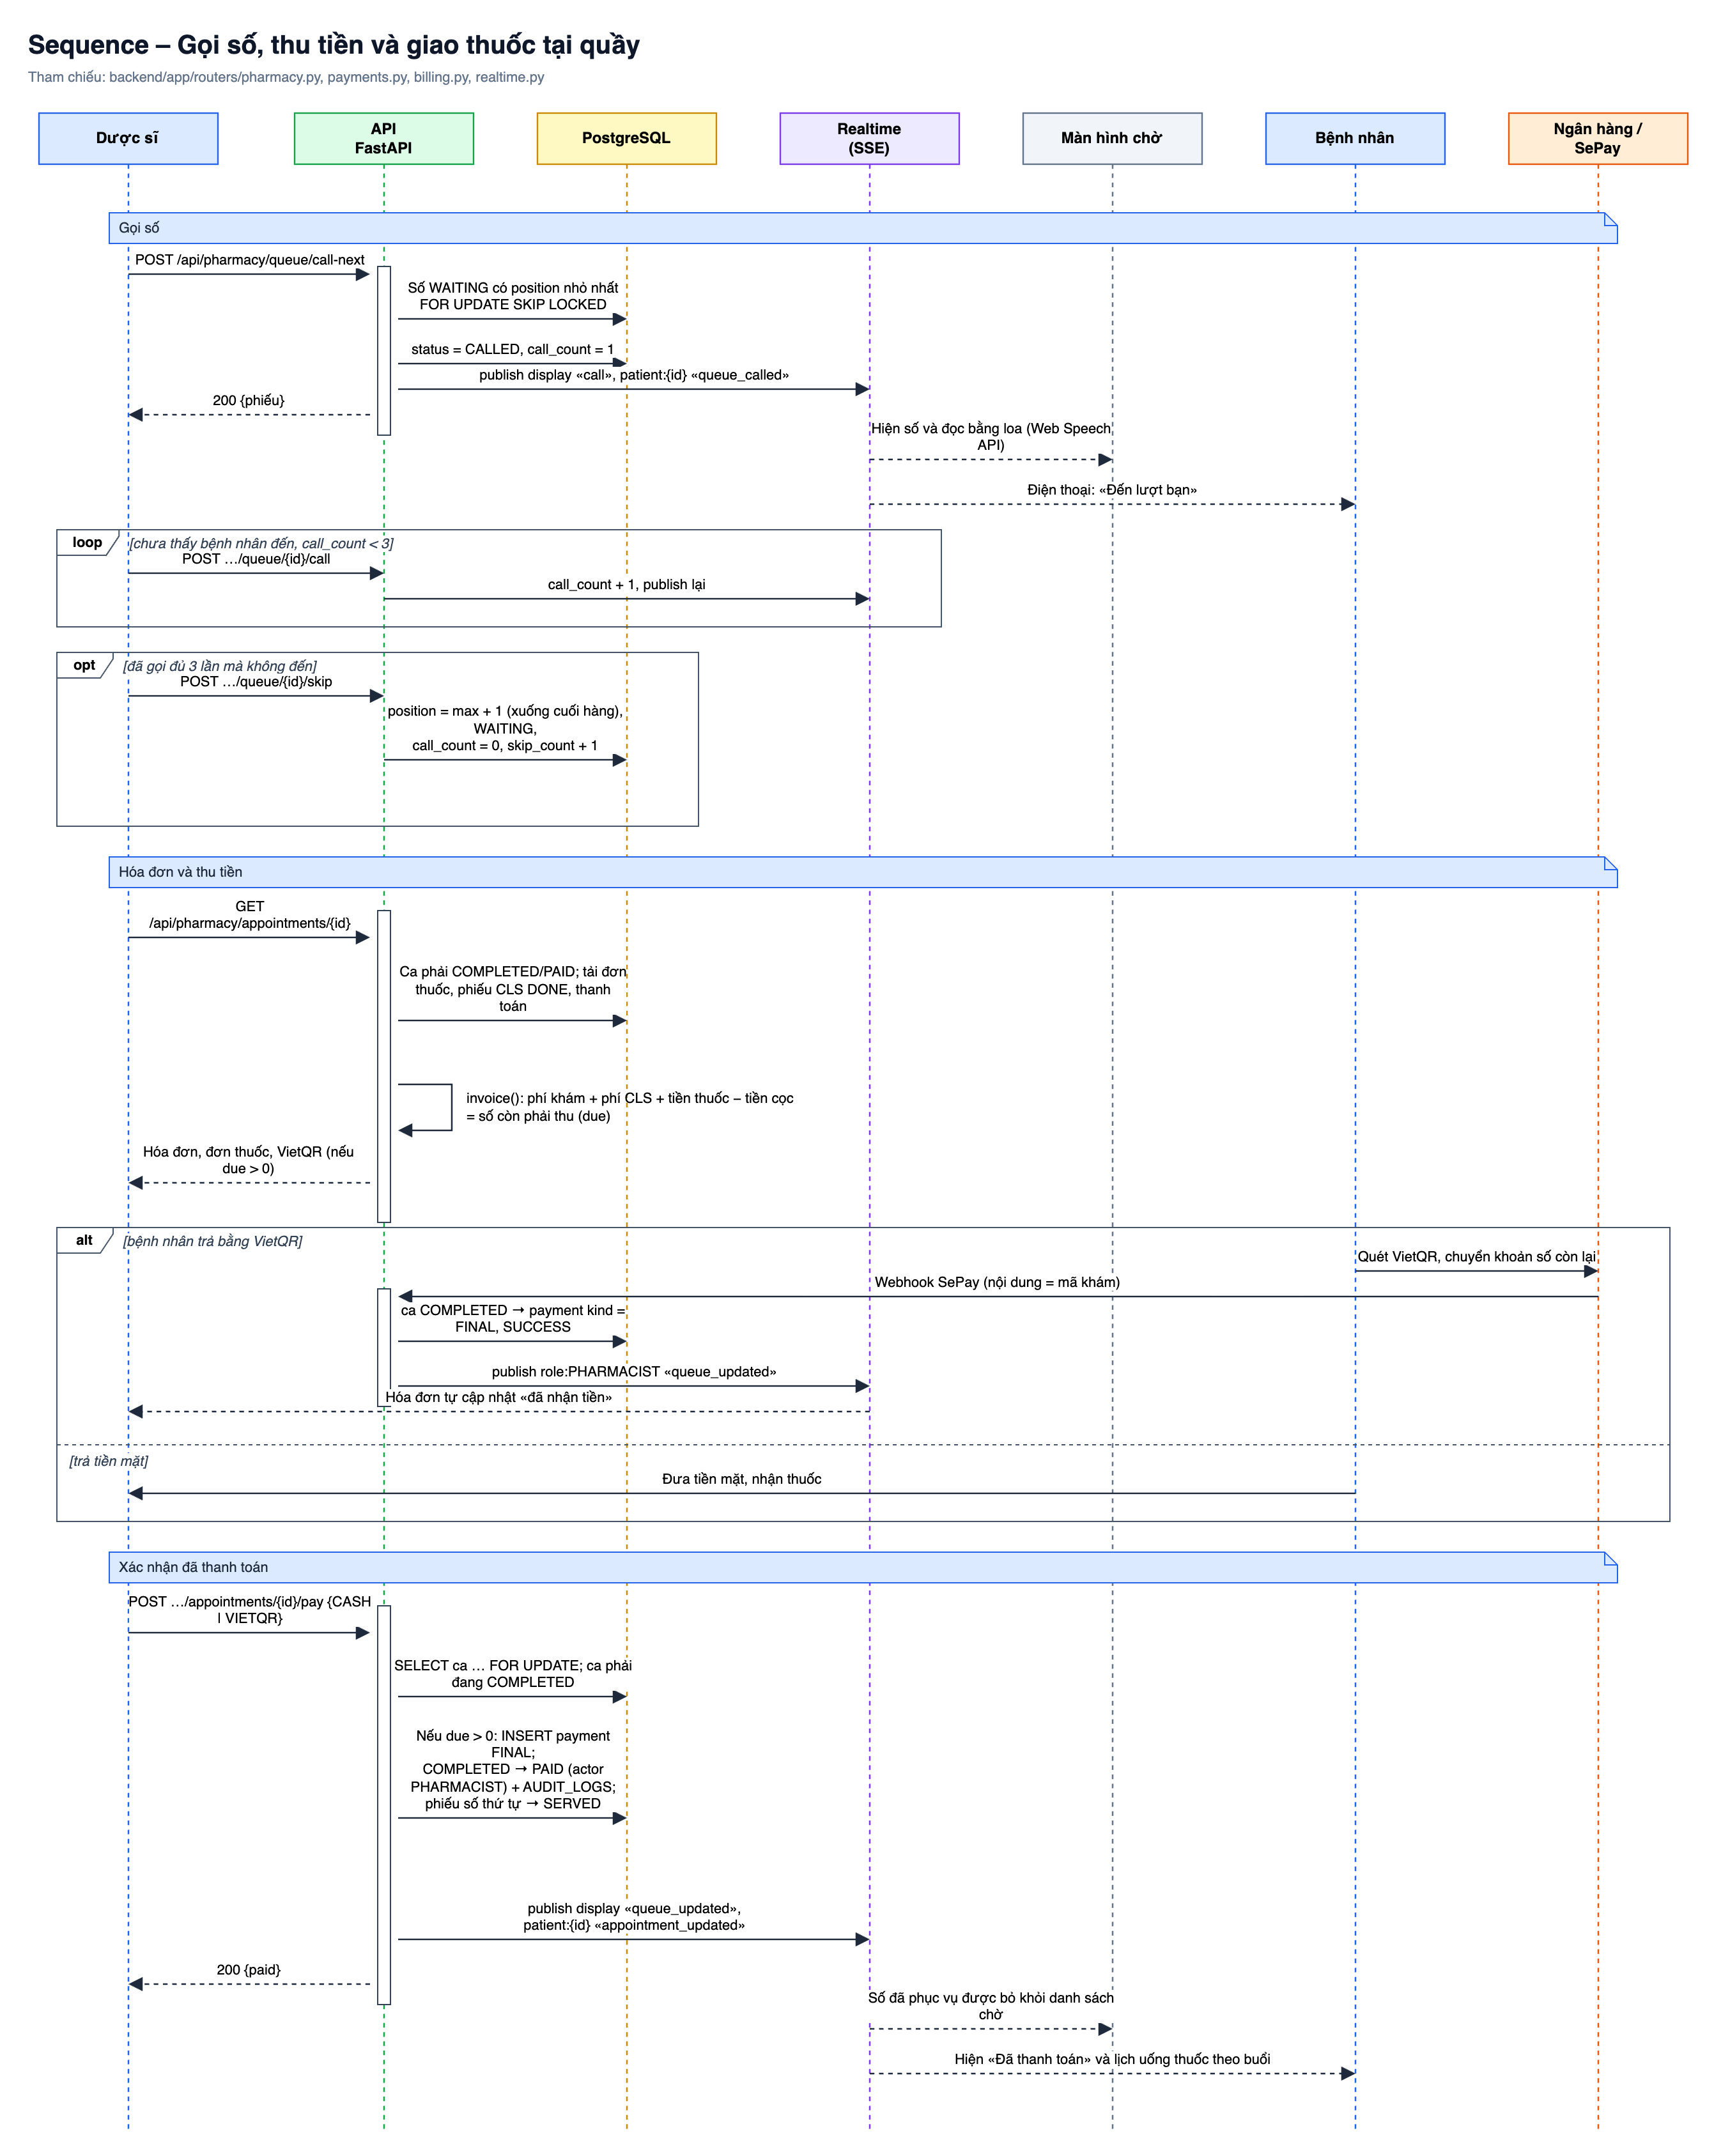 Sequence – Gọi số, thu tiền và giao thuốc tại quầy
Tham chiếu: backend/app/routers/pharmacy.py, payments.py, billing.py, realtime.py
Dược sĩ
API
FastAPI
PostgreSQL
Realtime
(SSE)
Màn hình chờ
Bệnh nhân
Ngân hàng /
SePay
Gọi số
POST /api/pharmacy/queue/call-next
Số WAITING có position nhỏ nhất
FOR UPDATE SKIP LOCKED
status = CALLED, call_count = 1
publish display «call», patient:{id} «queue_called»
200 {phiếu}
Hiện số và đọc bằng loa (Web Speech
API)
Điện thoại: «Đến lượt bạn»
loop
[chưa thấy bệnh nhân đến, call_count < 3]
POST …/queue/{id}/call
call_count + 1, publish lại
opt
[đã gọi đủ 3 lần mà không đến]
POST …/queue/{id}/skip
position = max + 1 (xuống cuối hàng),
WAITING,
call_count = 0, skip_count + 1
Hóa đơn và thu tiền
GET
/api/pharmacy/appointments/{id}
Ca phải COMPLETED/PAID; tải đơn
thuốc, phiếu CLS DONE, thanh
toán
invoice(): phí khám + phí CLS + tiền thuốc – tiền cọc
= số còn phải thu (due)
Hóa đơn, đơn thuốc, VietQR (nếu
due > 0)
alt
[bệnh nhân trả bằng VietQR]
Quét VietQR, chuyển khoản số còn lại
Webhook SePay (nội dung = mã khám)
ca COMPLETED → payment kind =
FINAL, SUCCESS
publish role:PHARMACIST «queue_updated»
Hóa đơn tự cập nhật «đã nhận tiền»
[trả tiền mặt]
Đưa tiền mặt, nhận thuốc
Xác nhận đã thanh toán
POST …/appointments/{id}/pay {CASH
| VIETQR}
SELECT ca … FOR UPDATE; ca phải
đang COMPLETED
Nếu due > 0: INSERT payment
FINAL;
COMPLETED → PAID (actor
PHARMACIST) + AUDIT_LOGS;
phiếu số thứ tự → SERVED
publish display «queue_updated»,
patient:{id} «appointment_updated»
200 {paid}
Số đã phục vụ được bỏ khỏi danh sách
chờ
Hiện «Đã thanh toán» và lịch uống thuốc theo buổi